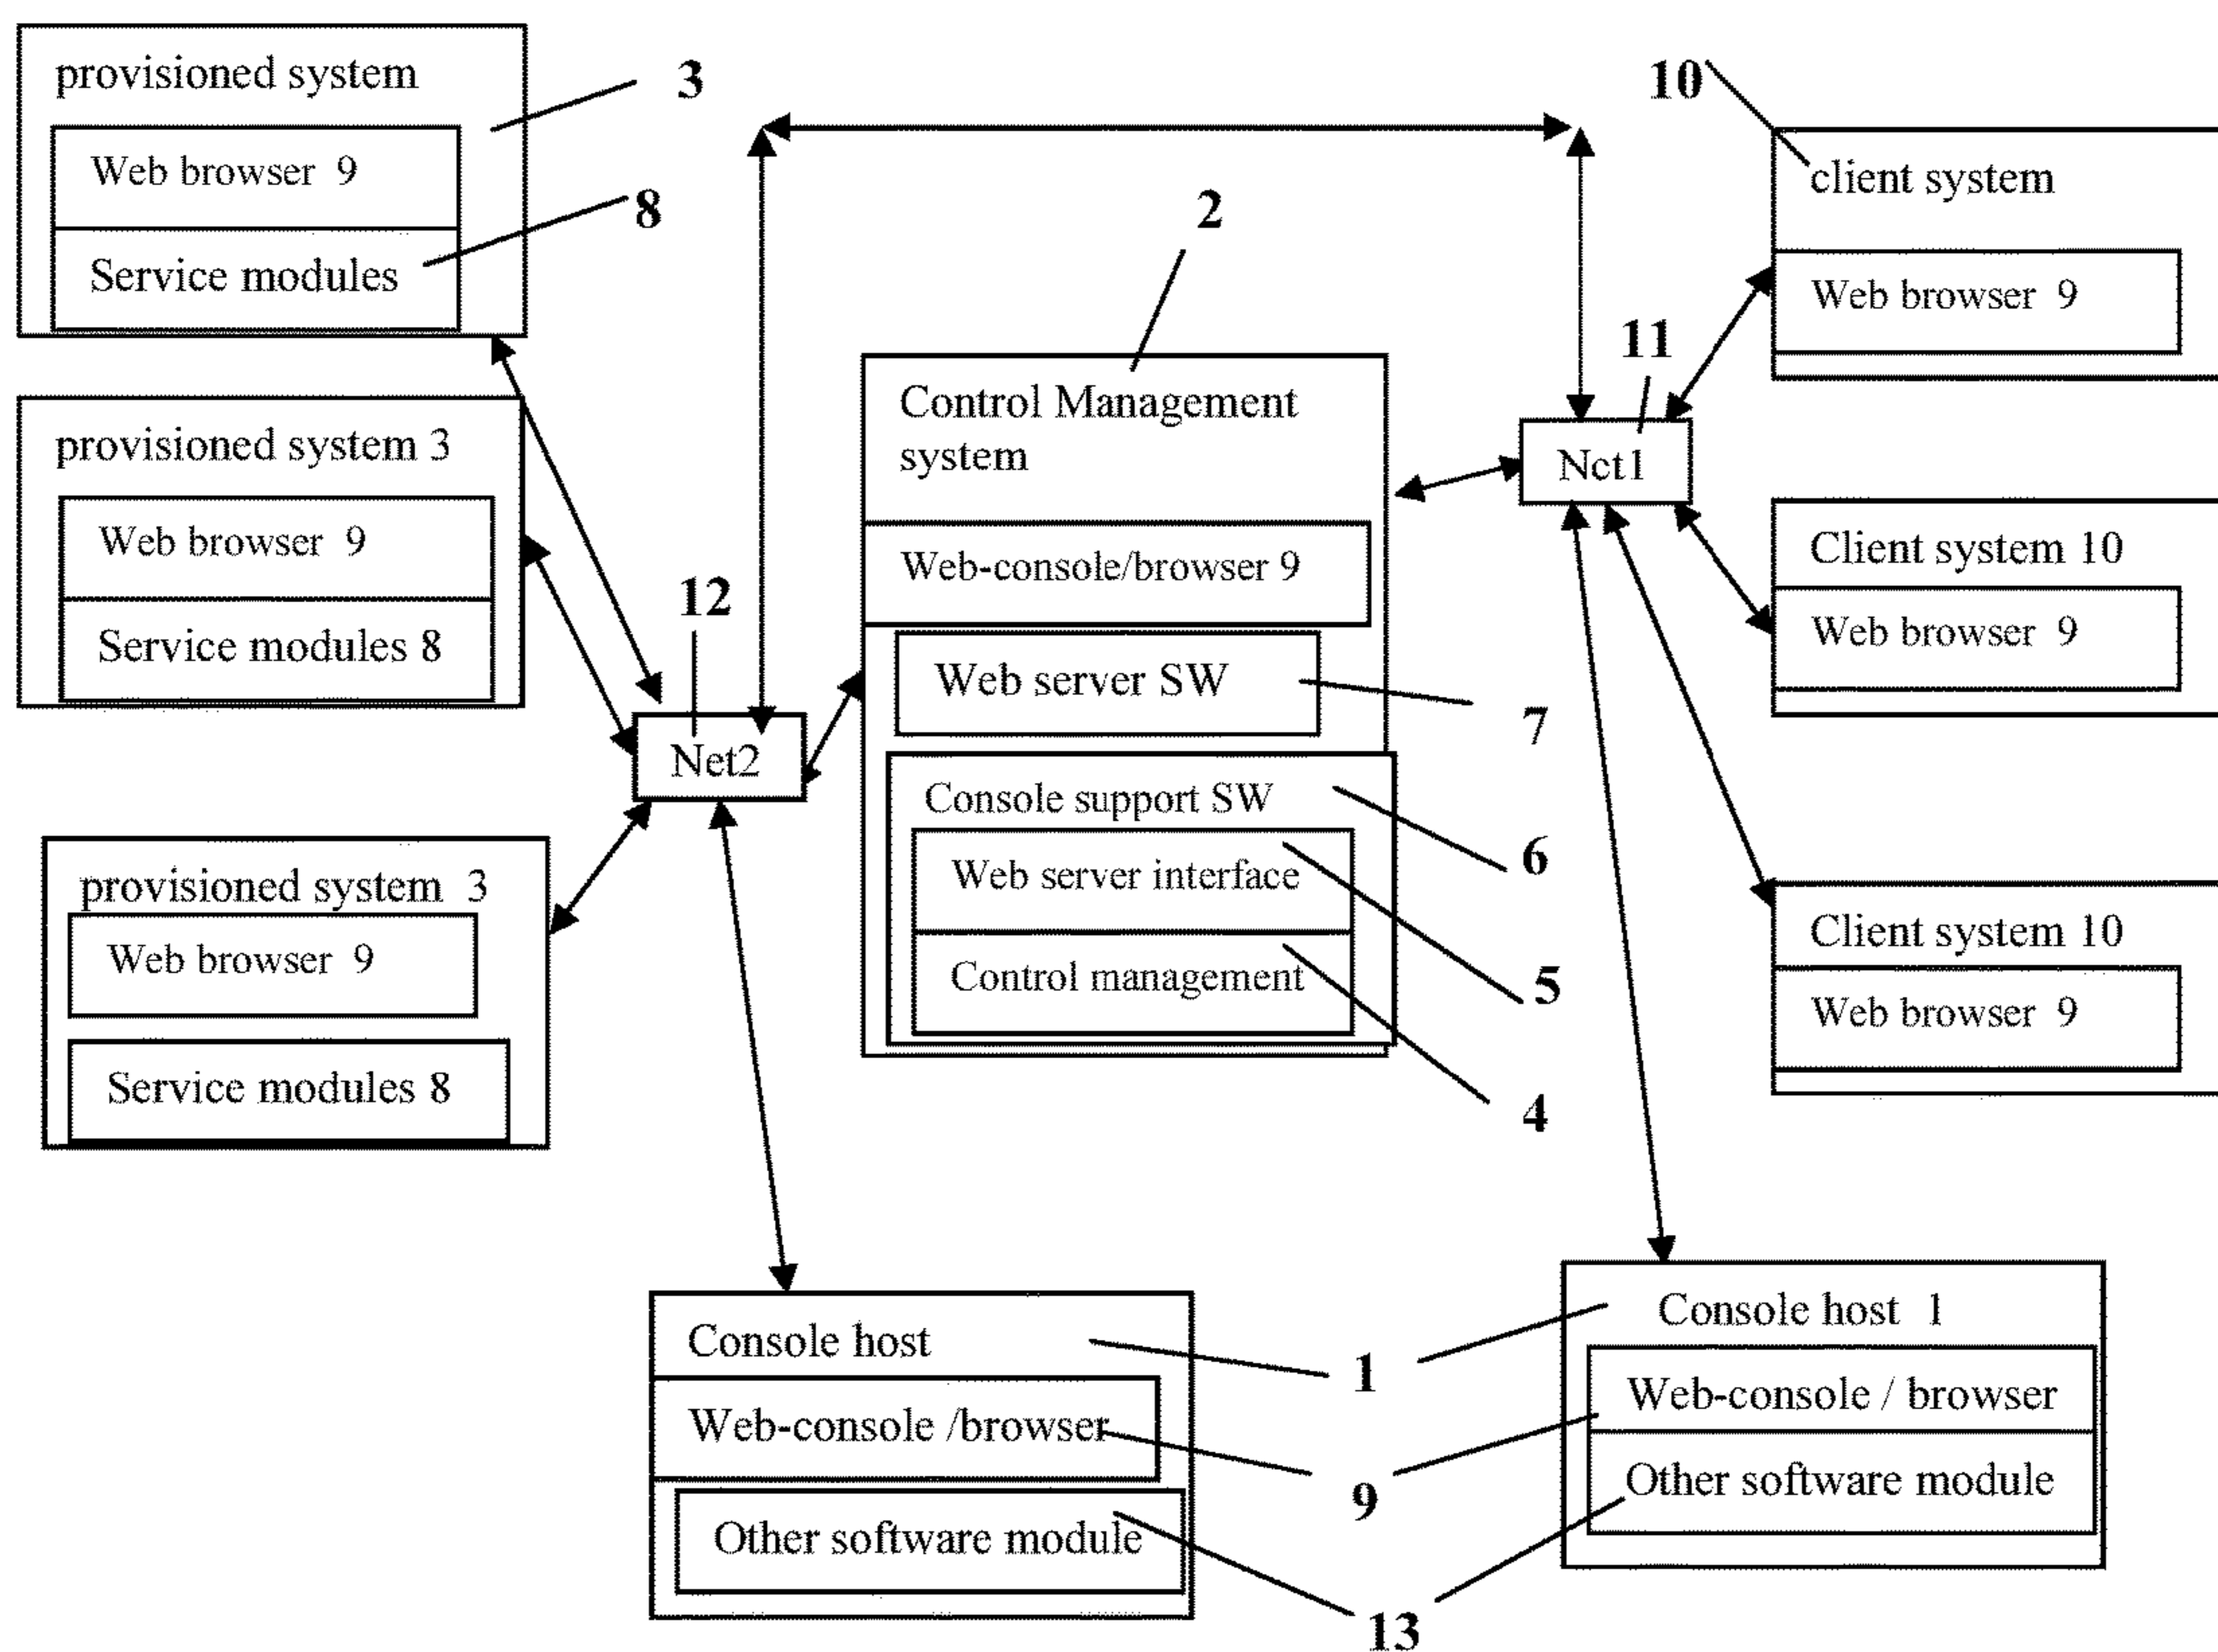 provisioned system
Web browser 9
Service modules
3
8
provisioned system 3
Web browser 9
Service modules 8
provisioned system 3
Web browser 9
Service modules 8
12
Net2
2
Control Management
system
Web-console/browser 9
Web server SW
7
Console support SW
6
Web server interface
5
Control management
4
10
client system
Web browser 9
11
Net1
Client system 10
Web browser 9
Client system 10
Web browser 9
Console host
Web-console /browser
Other software module
1
9
13
Console host 1
Web-console / browser
Other software module